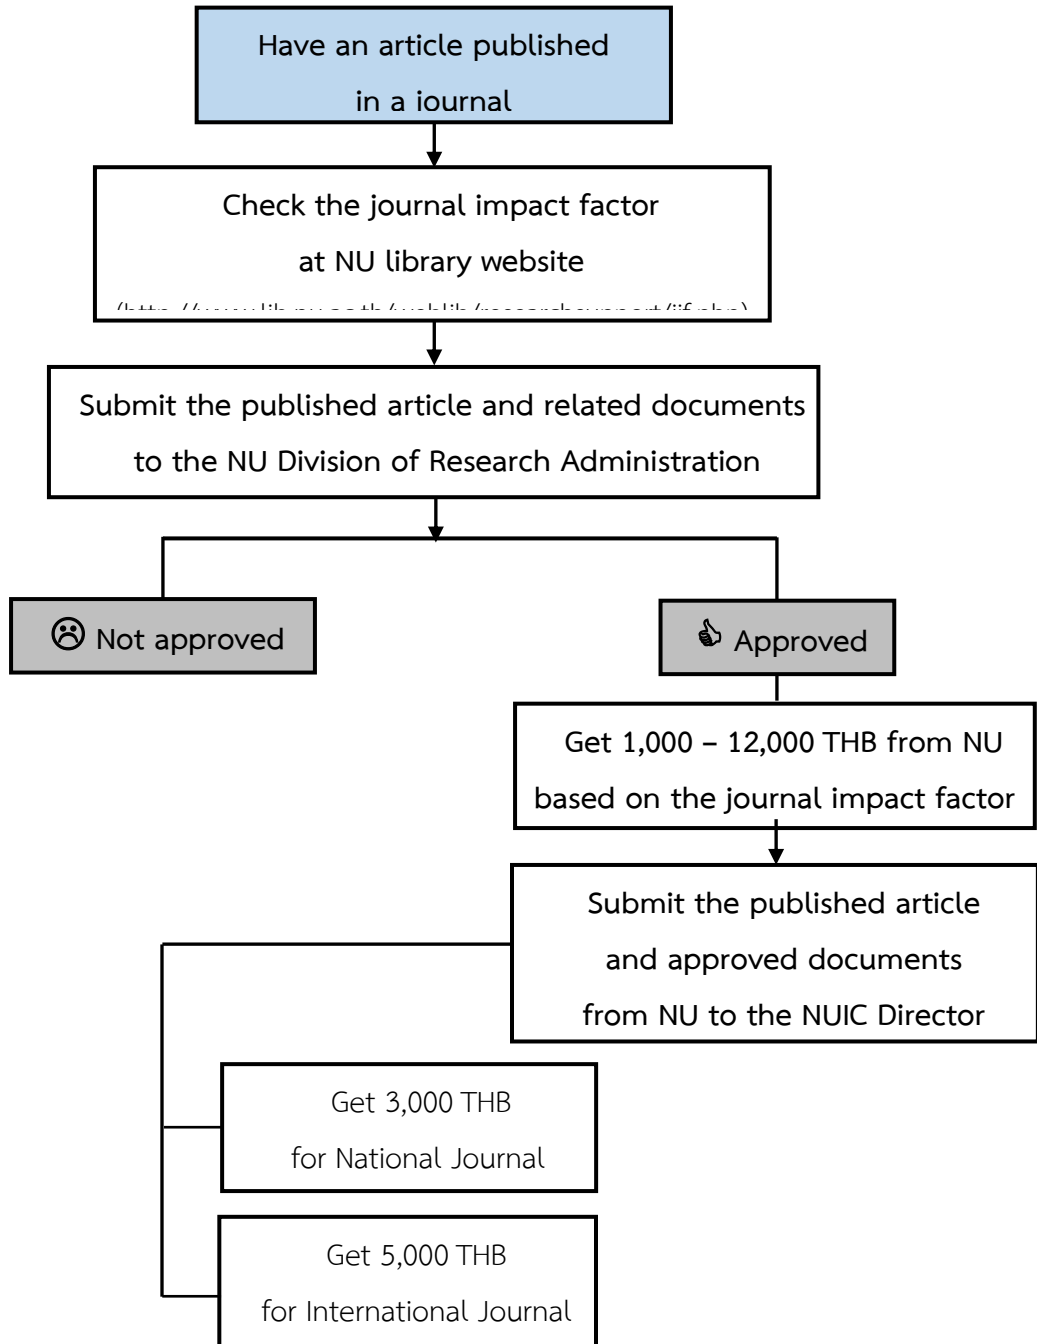 Have an article published
in a journal
Check the journal impact factor
at NU library website
Submit the published article and related documents
to the NU Division of Research Administration
Not approved
Approved
Get 1,000 – 12,000 THB from NU
based on the journal impact factor
Submit the published article
and approved documents
from NU to the NUIC Director
Get 3,000 THB
for National Journal
Get 5,000 THB
for International Journal